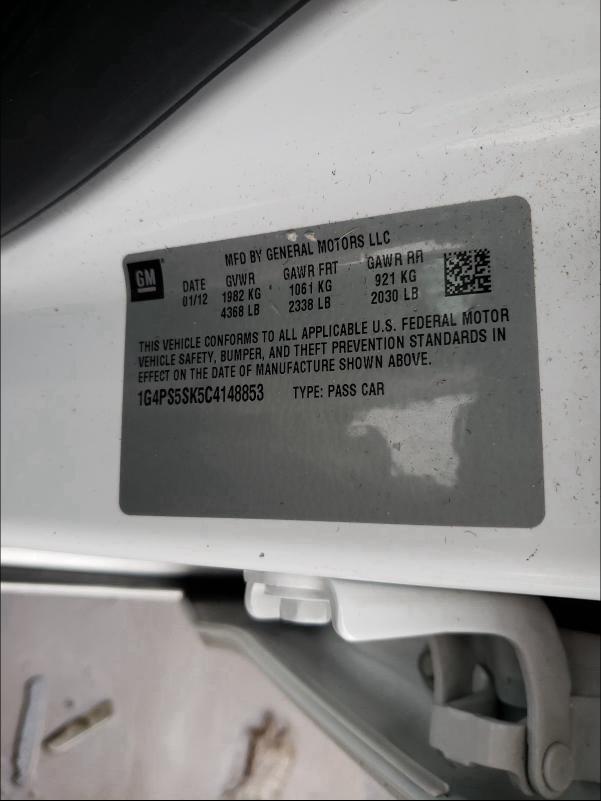 GM
MFD BY GENERAL MOTORS LLC
DATE GVWR GAWR FRT GAWR RR
01/12 1982 KG 1061 KG 921 KG
4368 LB 2338 LB 2030 LB
THIS VEHICLE CONFORMS TO ALL APPLICABLE U.S. FEDERAL MOTOR
VEHICLE SAFETY, BUMPER, AND THEFT PREVENTION STANDARDS IN
EFFECT ON THE DATE OF MANUFACTURE SHOWN ABOVE.
1G4PS5SK5C4148853 TYPE: PASS CAR